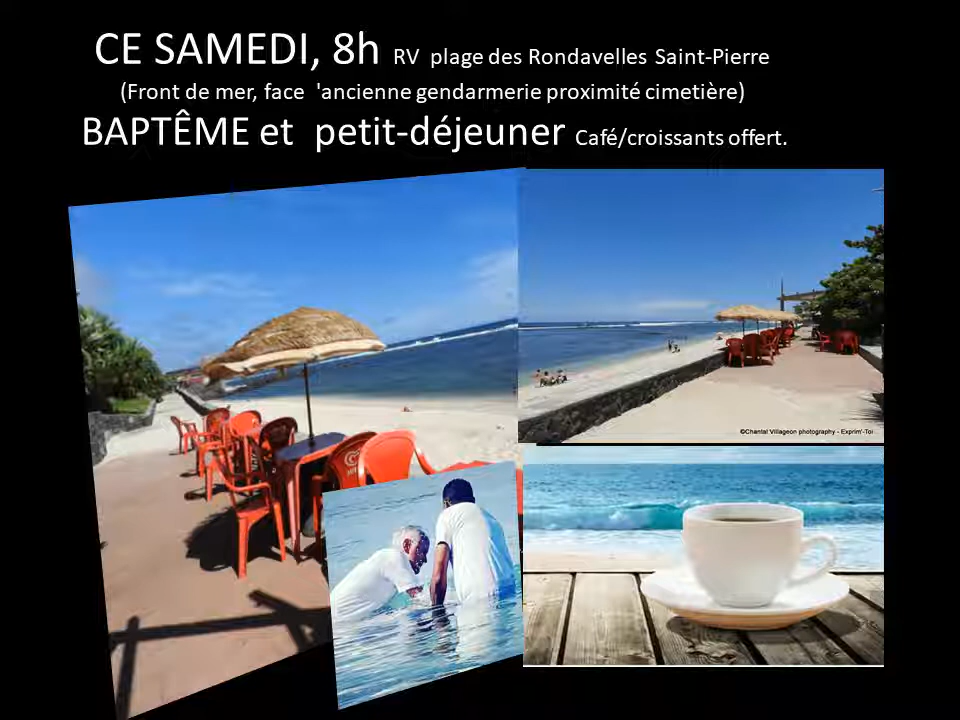 CE SAMEDI, 8h RV plage des Rondavelles Saint-Pierre
(Front de mer, face 'ancienne gendarmerie proximité cimetière)
BAPTÊME et petit-déjeuner Café/croissants offert.
©Chantal Villageon photography - Exprim'-Toi